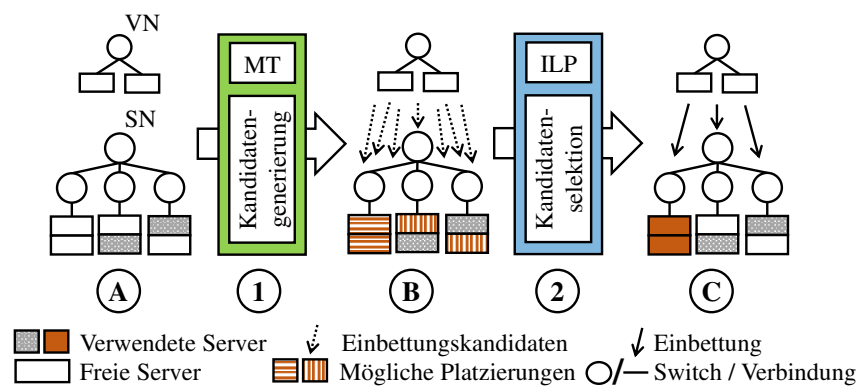 VN
SN
MT
Kandidaten-
generierung
ILP
Kandidaten-
selektion
A
1
B
2
C
Verwendete Server
Einbettungskandidaten
Einbettung
Freie Server
Mögliche Platzierungen
/
Switch / Verbindung